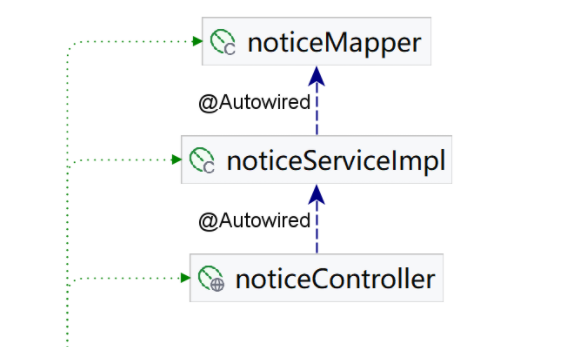 noticeMapper
@Autowired
noticeServiceImpl
@Autowired
noticeController